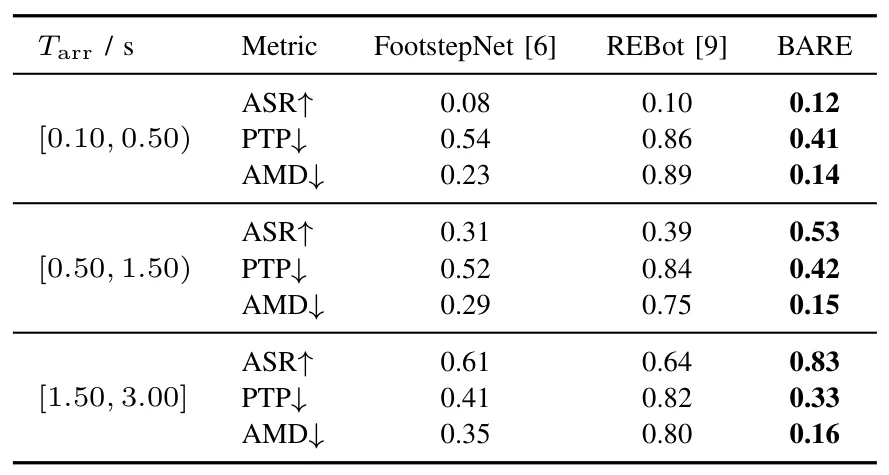 T_arr / s Metric FootstepNet [6] REBot [9] BARE
ASR↑ 0.08 0.10 0.12
[0.10, 0.50) PTP↓ 0.54 0.86 0.41
AMD↓ 0.23 0.89 0.14
ASR↑ 0.31 0.39 0.53
[0.50, 1.50) PTP↓ 0.52 0.84 0.42
AMD↓ 0.29 0.75 0.15
ASR↑ 0.61 0.64 0.83
[1.50, 3.00] PTP↓ 0.41 0.82 0.33
AMD↓ 0.35 0.80 0.16